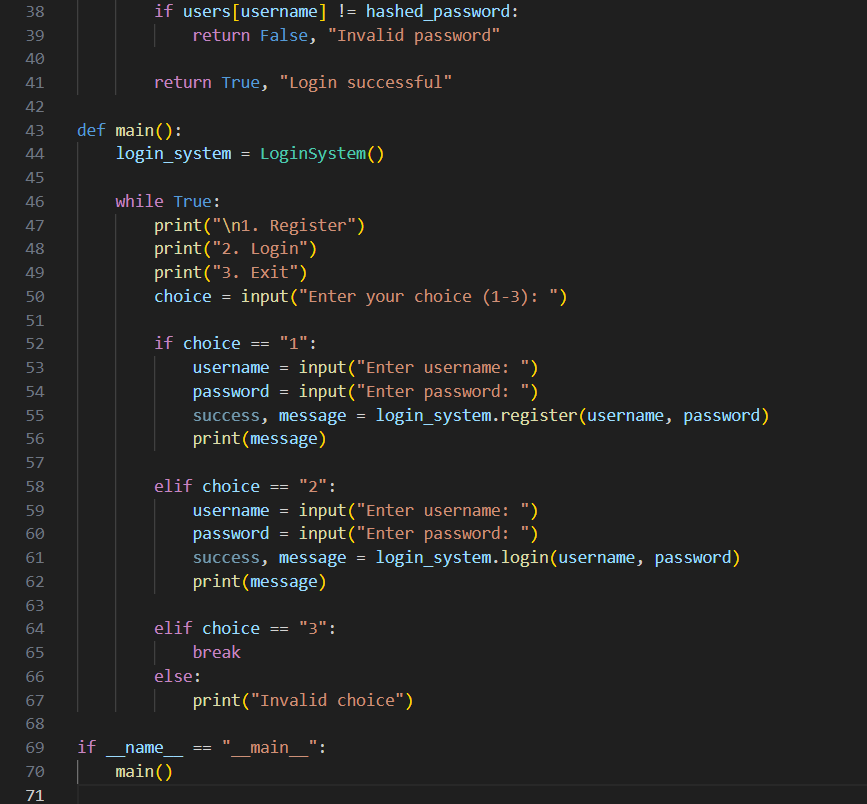 38 if users[username] != hashed_password:
39 return False, "Invalid password"
40
41 return True, "Login successful"
42
43 def main():
44 login_system = LoginSystem()
45
46 while True:
47 print("\n1. Register")
48 print("2. Login")
49 print("3. Exit")
50 choice = input("Enter your choice (1-3): ")
51
52 if choice == "1":
53 username = input("Enter username: ")
54 password = input("Enter password: ")
55 success, message = login_system.register(username, password)
56 print(message)
57
58 elif choice == "2":
59 username = input("Enter username: ")
60 password = input("Enter password: ")
61 success, message = login_system.login(username, password)
62 print(message)
63
64 elif choice == "3":
65 break
66 else:
67 print("Invalid choice")
68
69 if __name__ == "__main__":
70 main()
71